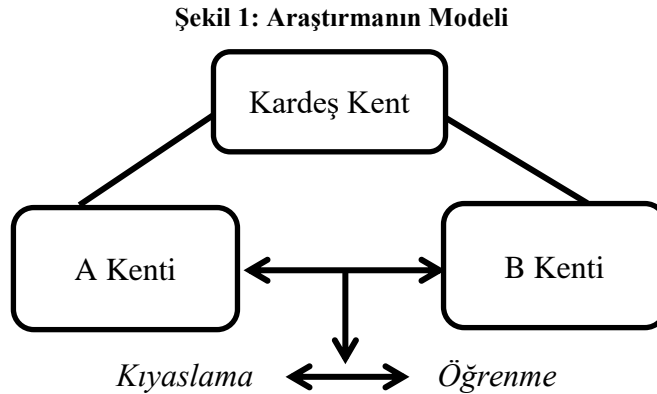 Şekil 1: Araştırmanın Modeli
Kardeş Kent
A Kenti
B Kenti
Kıyaslama
Öğrenme